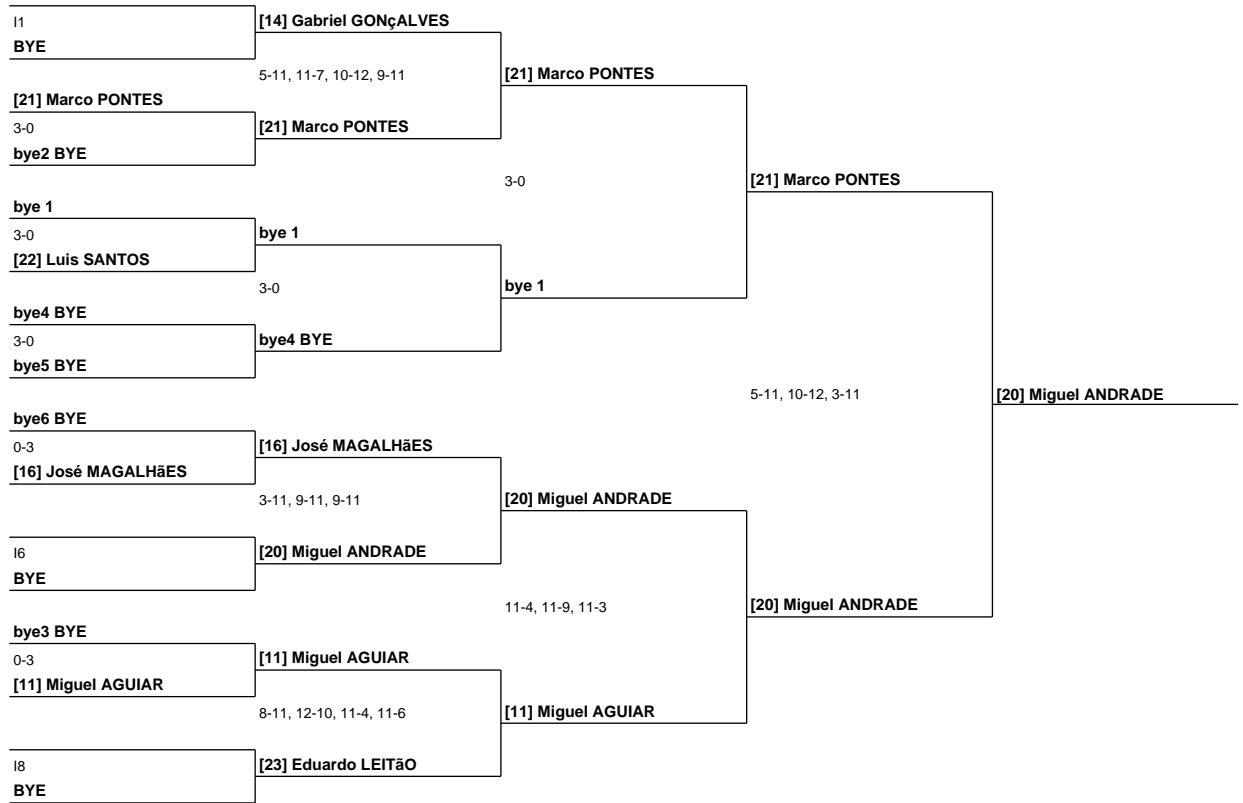 I1
BYE
[21] Marco PONTES
3-0
bye2 BYE
bye 1
3-0
[22] Luis SANTOS
bye4 BYE
3-0
bye5 BYE
bye6 BYE
0-3
[16] José MAGALHãES
I6
BYE
bye3 BYE
0-3
[11] Miguel AGUIAR
I8
BYE
[14] Gabriel GONçALVES
5-11, 11-7, 10-12, 9-11
[21] Marco PONTES
bye 1
3-0
bye4 BYE
[16] José MAGALHãES
3-11, 9-11, 9-11
[20] Miguel ANDRADE
[11] Miguel AGUIAR
8-11, 12-10, 11-4, 11-6
[23] Eduardo LEITãO
[21] Marco PONTES
3-0
bye 1
[20] Miguel ANDRADE
11-4, 11-9, 11-3
[11] Miguel AGUIAR
[21] Marco PONTES
5-11, 10-12, 3-11
[20] Miguel ANDRADE
[20] Miguel ANDRADE